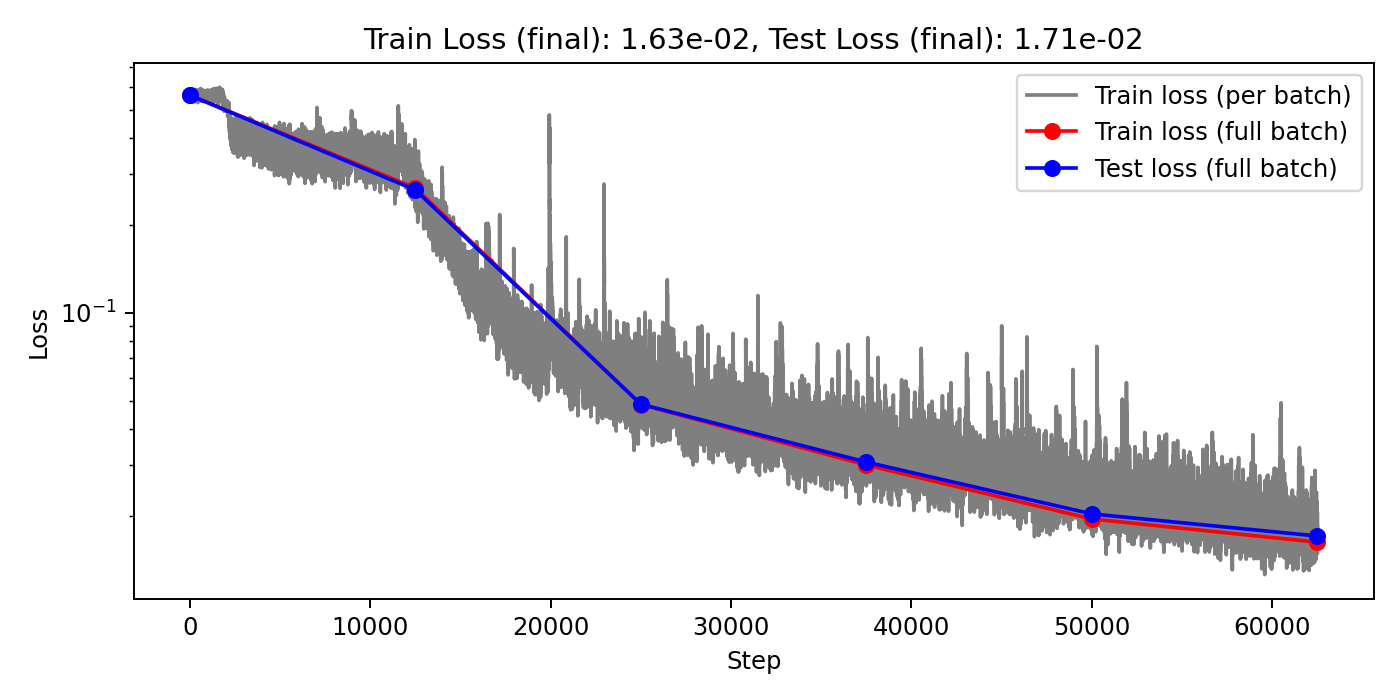 Train Loss (final): 1.63e-02, Test Loss (final): 1.71e-02
Train loss (per batch)
Train loss (full batch)
Test loss (full batch)
Loss
10⁻¹
0 10000 20000 30000 40000 50000 60000
Step